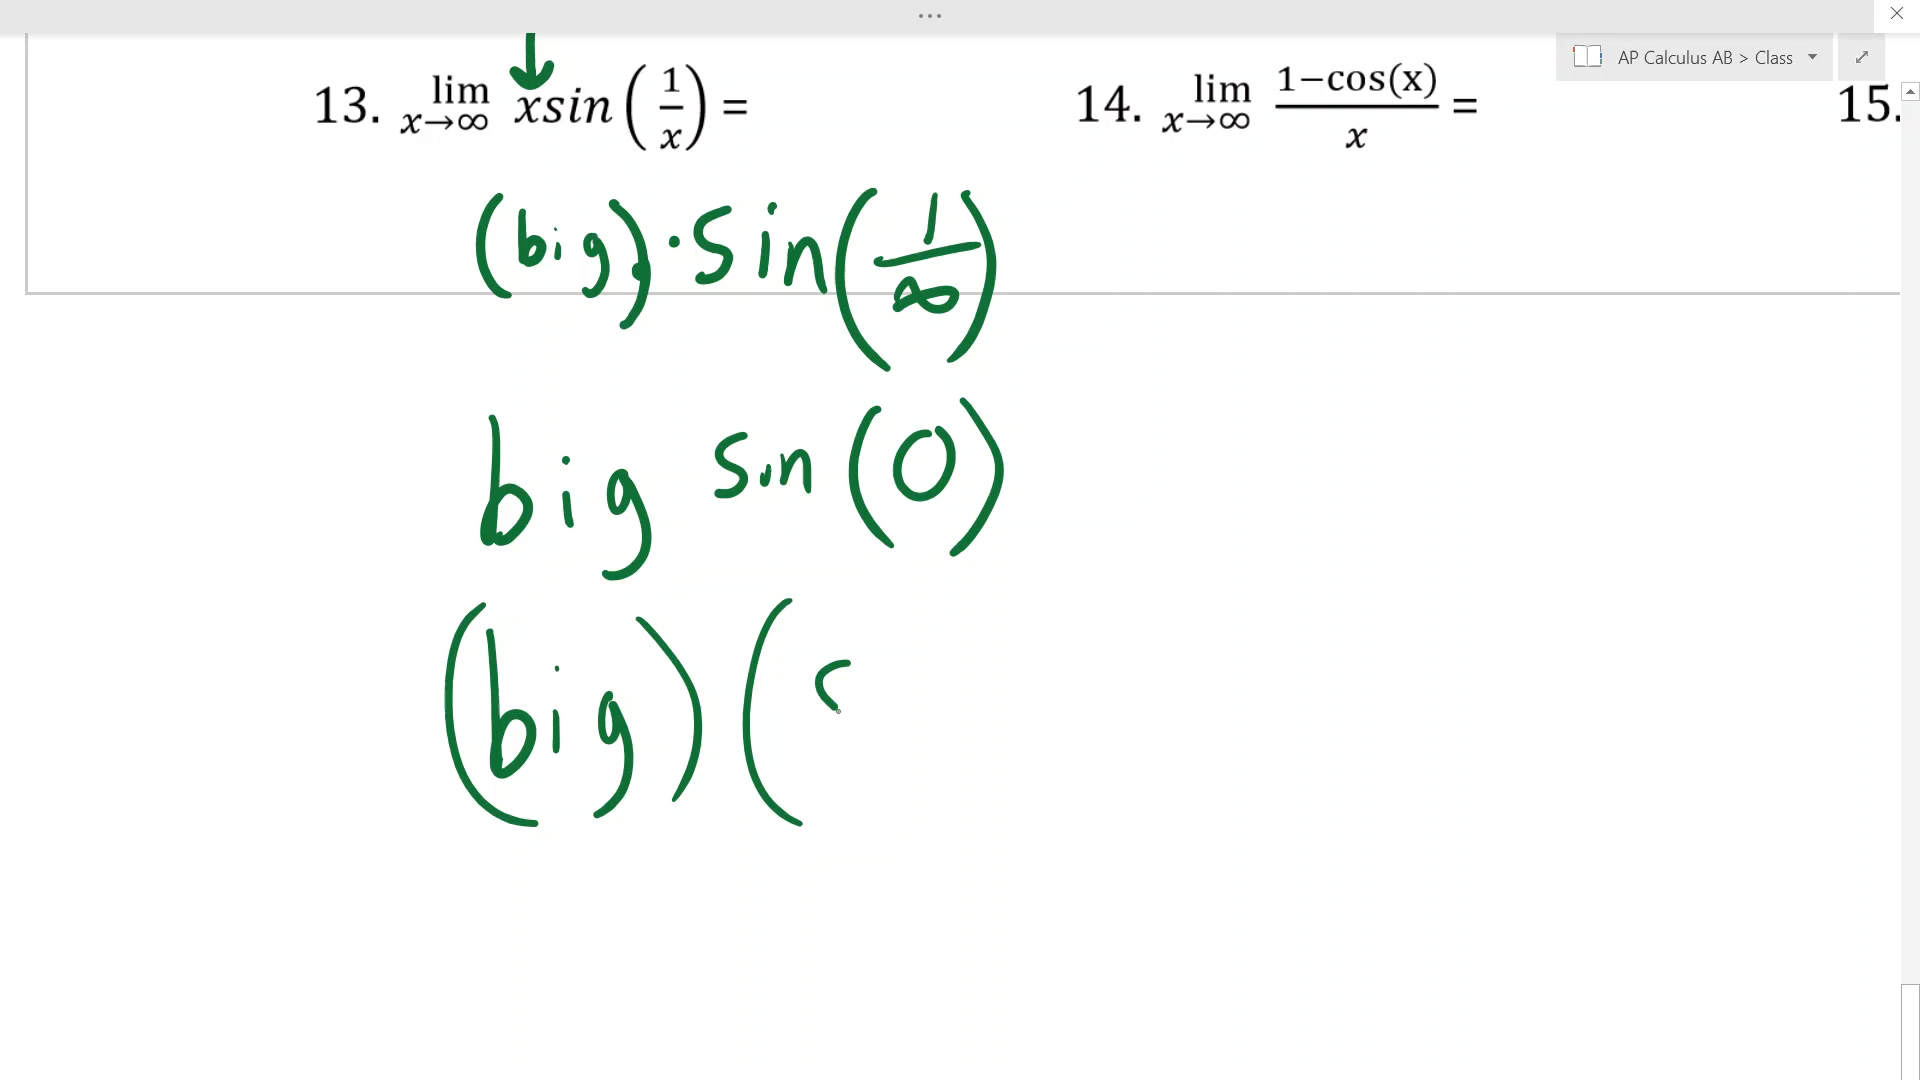 ...
AP Calculus AB > Class
13. lim x→∞ xsin(1/x) =
14. lim x→∞ (1−cos(x))/x =
15.
(big)·sin(1/∞)
big sin(0)
(big)(